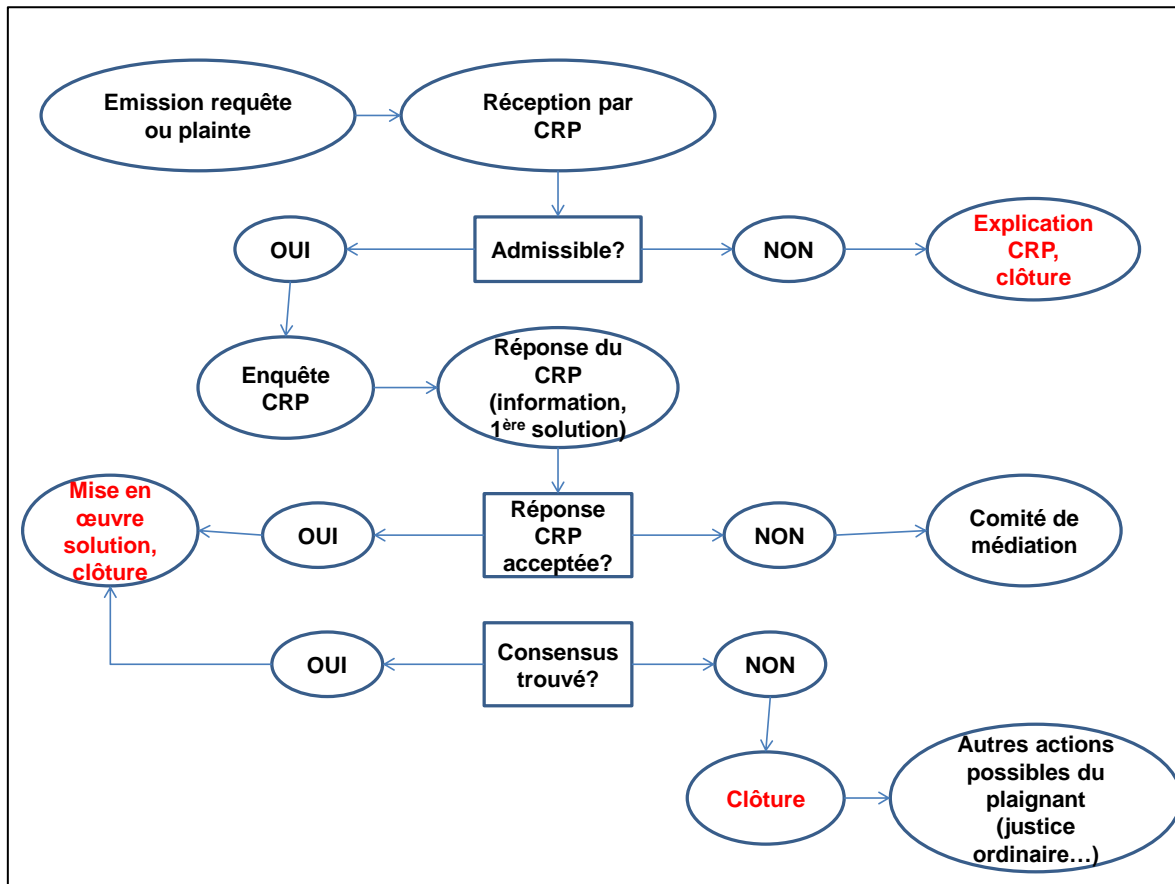 Emission requête
ou plainte
Réception par
CRP
OUI
Admissible?
NON
Explication
CRP,
clôture
Enquête
CRP
Réponse du
CRP
(information,
1ère solution)
Mise en
œuvre
solution,
clôture
OUI
Réponse
CRP
acceptée?
NON
Comité de
médiation
OUI
Consensus
trouvé?
NON
Clôture
Autres actions
possibles du
plaignant
(justice
ordinaire…)